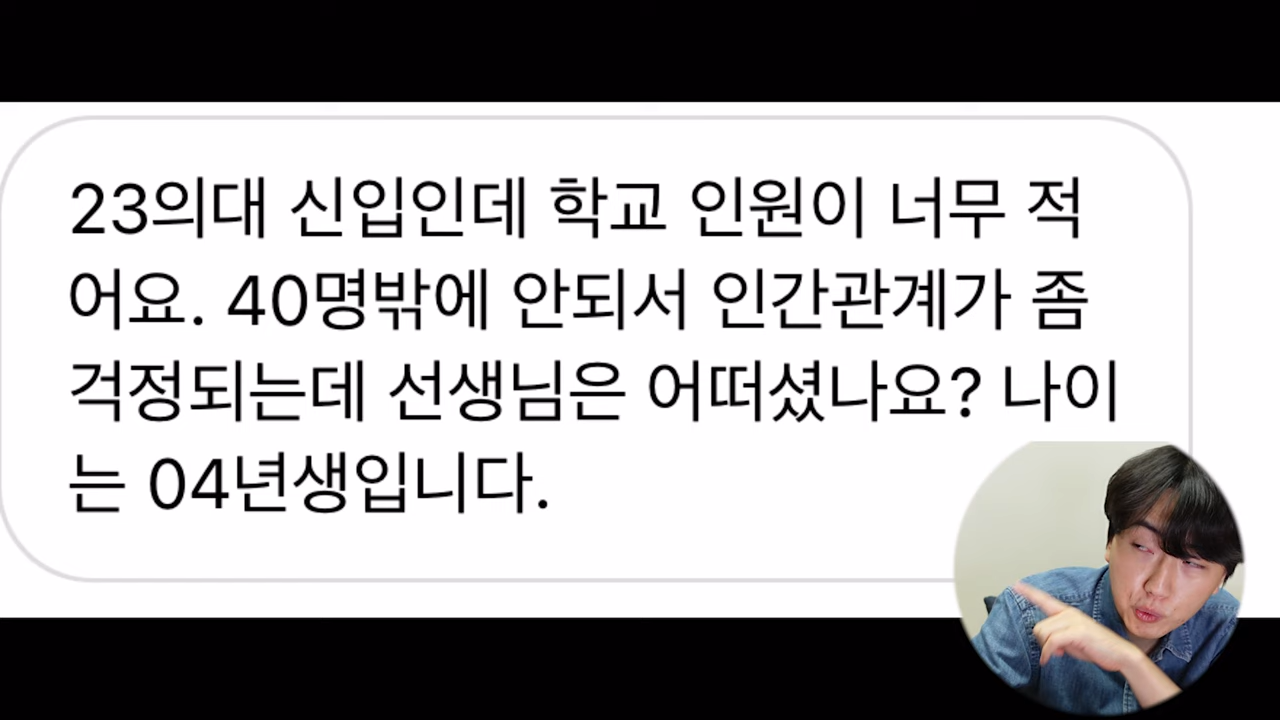 23의대 신입인데 학교 인원이 너무 적
어요. 40명밖에 안되서 인간관계가 좀
걱정되는데 선생님은 어떠셨나요? 나이
는 04년생입니다.